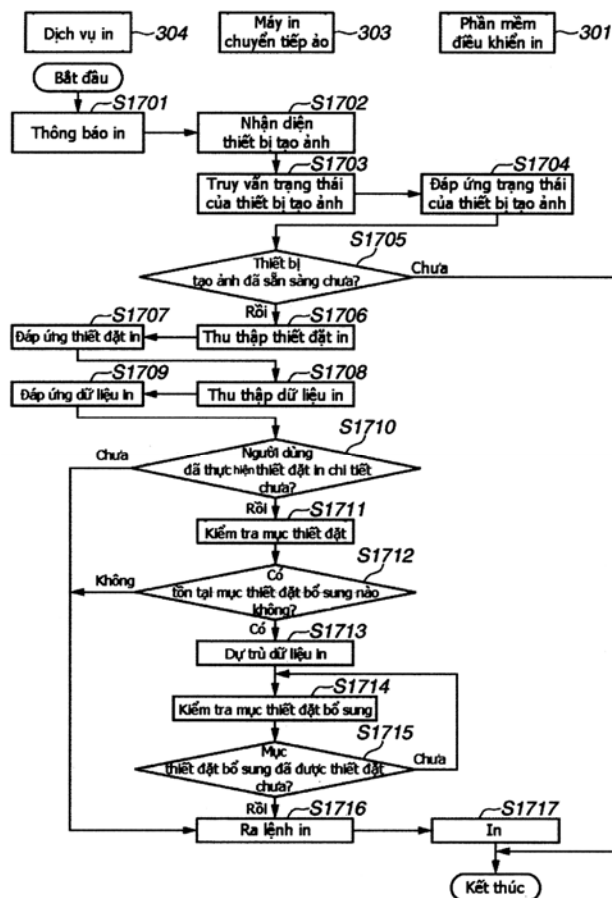 Dịch vụ in
304
Máy in
chuyển tiếp ảo
303
Phần mềm
điều khiển in
301
Bắt đầu
S1701
Thông báo in
S1702
Nhận diện
thiết bị tạo ảnh
S1703
Truy vấn trạng thái
của thiết bị tạo ảnh
S1704
Đáp ứng trạng thái
của thiết bị tạo ảnh
S1705
Thiết bị
tạo ảnh đã sẵn sàng chưa?
Chưa
Rồi
S1706
Thu thập thiết đặt in
S1707
Đáp ứng thiết đặt in
S1708
Thu thập dữ liệu in
S1709
Đáp ứng dữ liệu in
S1710
Người dùng
đã thực hiện thiết đặt in chi tiết
chưa?
Chưa
Rồi
S1711
Kiểm tra mục thiết đặt
S1712
Có
tồn tại mục thiết đặt bổ sung nào
không?
Không
Có
S1713
Dự trù dữ liệu in
S1714
Kiểm tra mục thiết đặt bổ sung
S1715
Mục
thiết đặt bổ sung đã được thiết đặt
chưa?
Chưa
Rồi
S1716
Ra lệnh in
S1717
In
Kết thúc